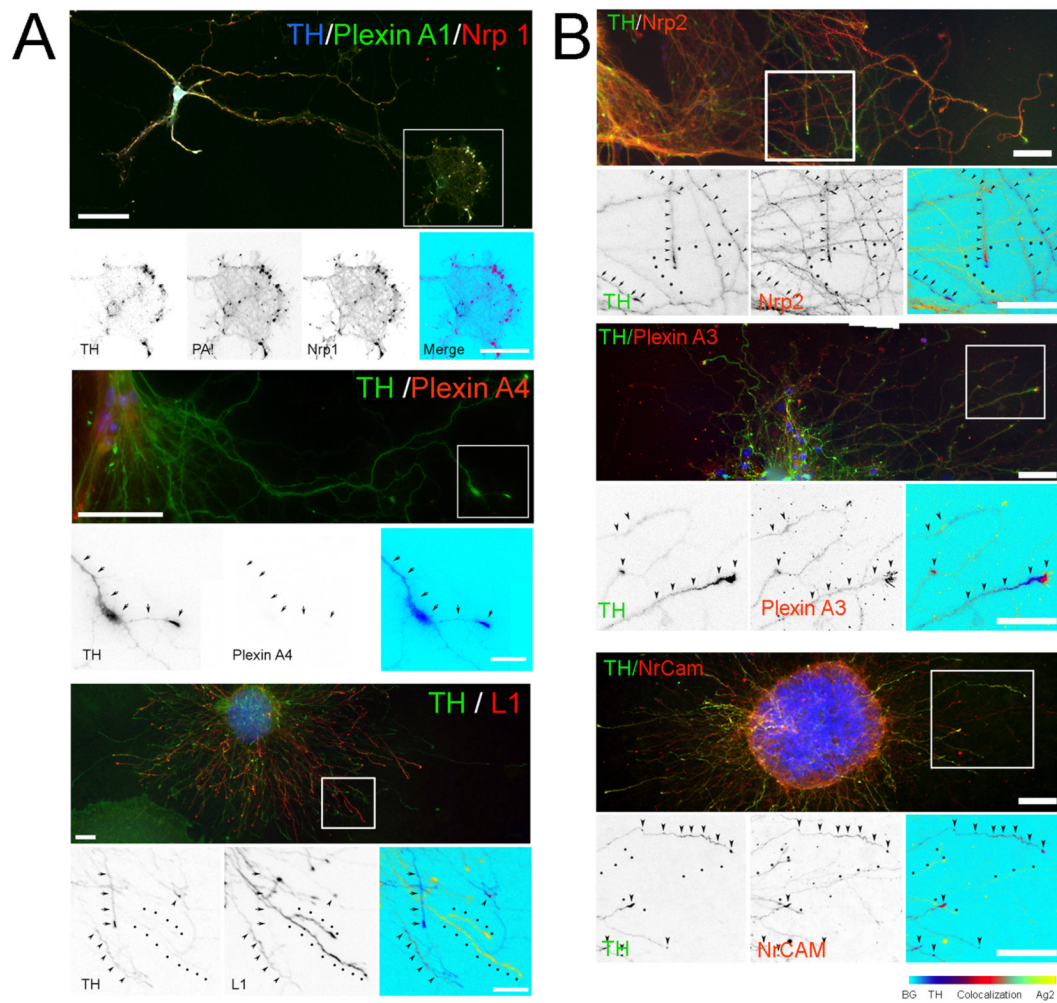 A
TH/Plexin A1/Nrp 1
TH
PA!
Nrp1
Merge
TH /Plexin A4
TH
Plexin A4
TH / L1
TH
L1
B
TH/Nrp2
TH
Nrp2
TH/Plexin A3
TH
Plexin A3
TH/NrCam
TH
NrCAM
BG TH Colocalization Ag2